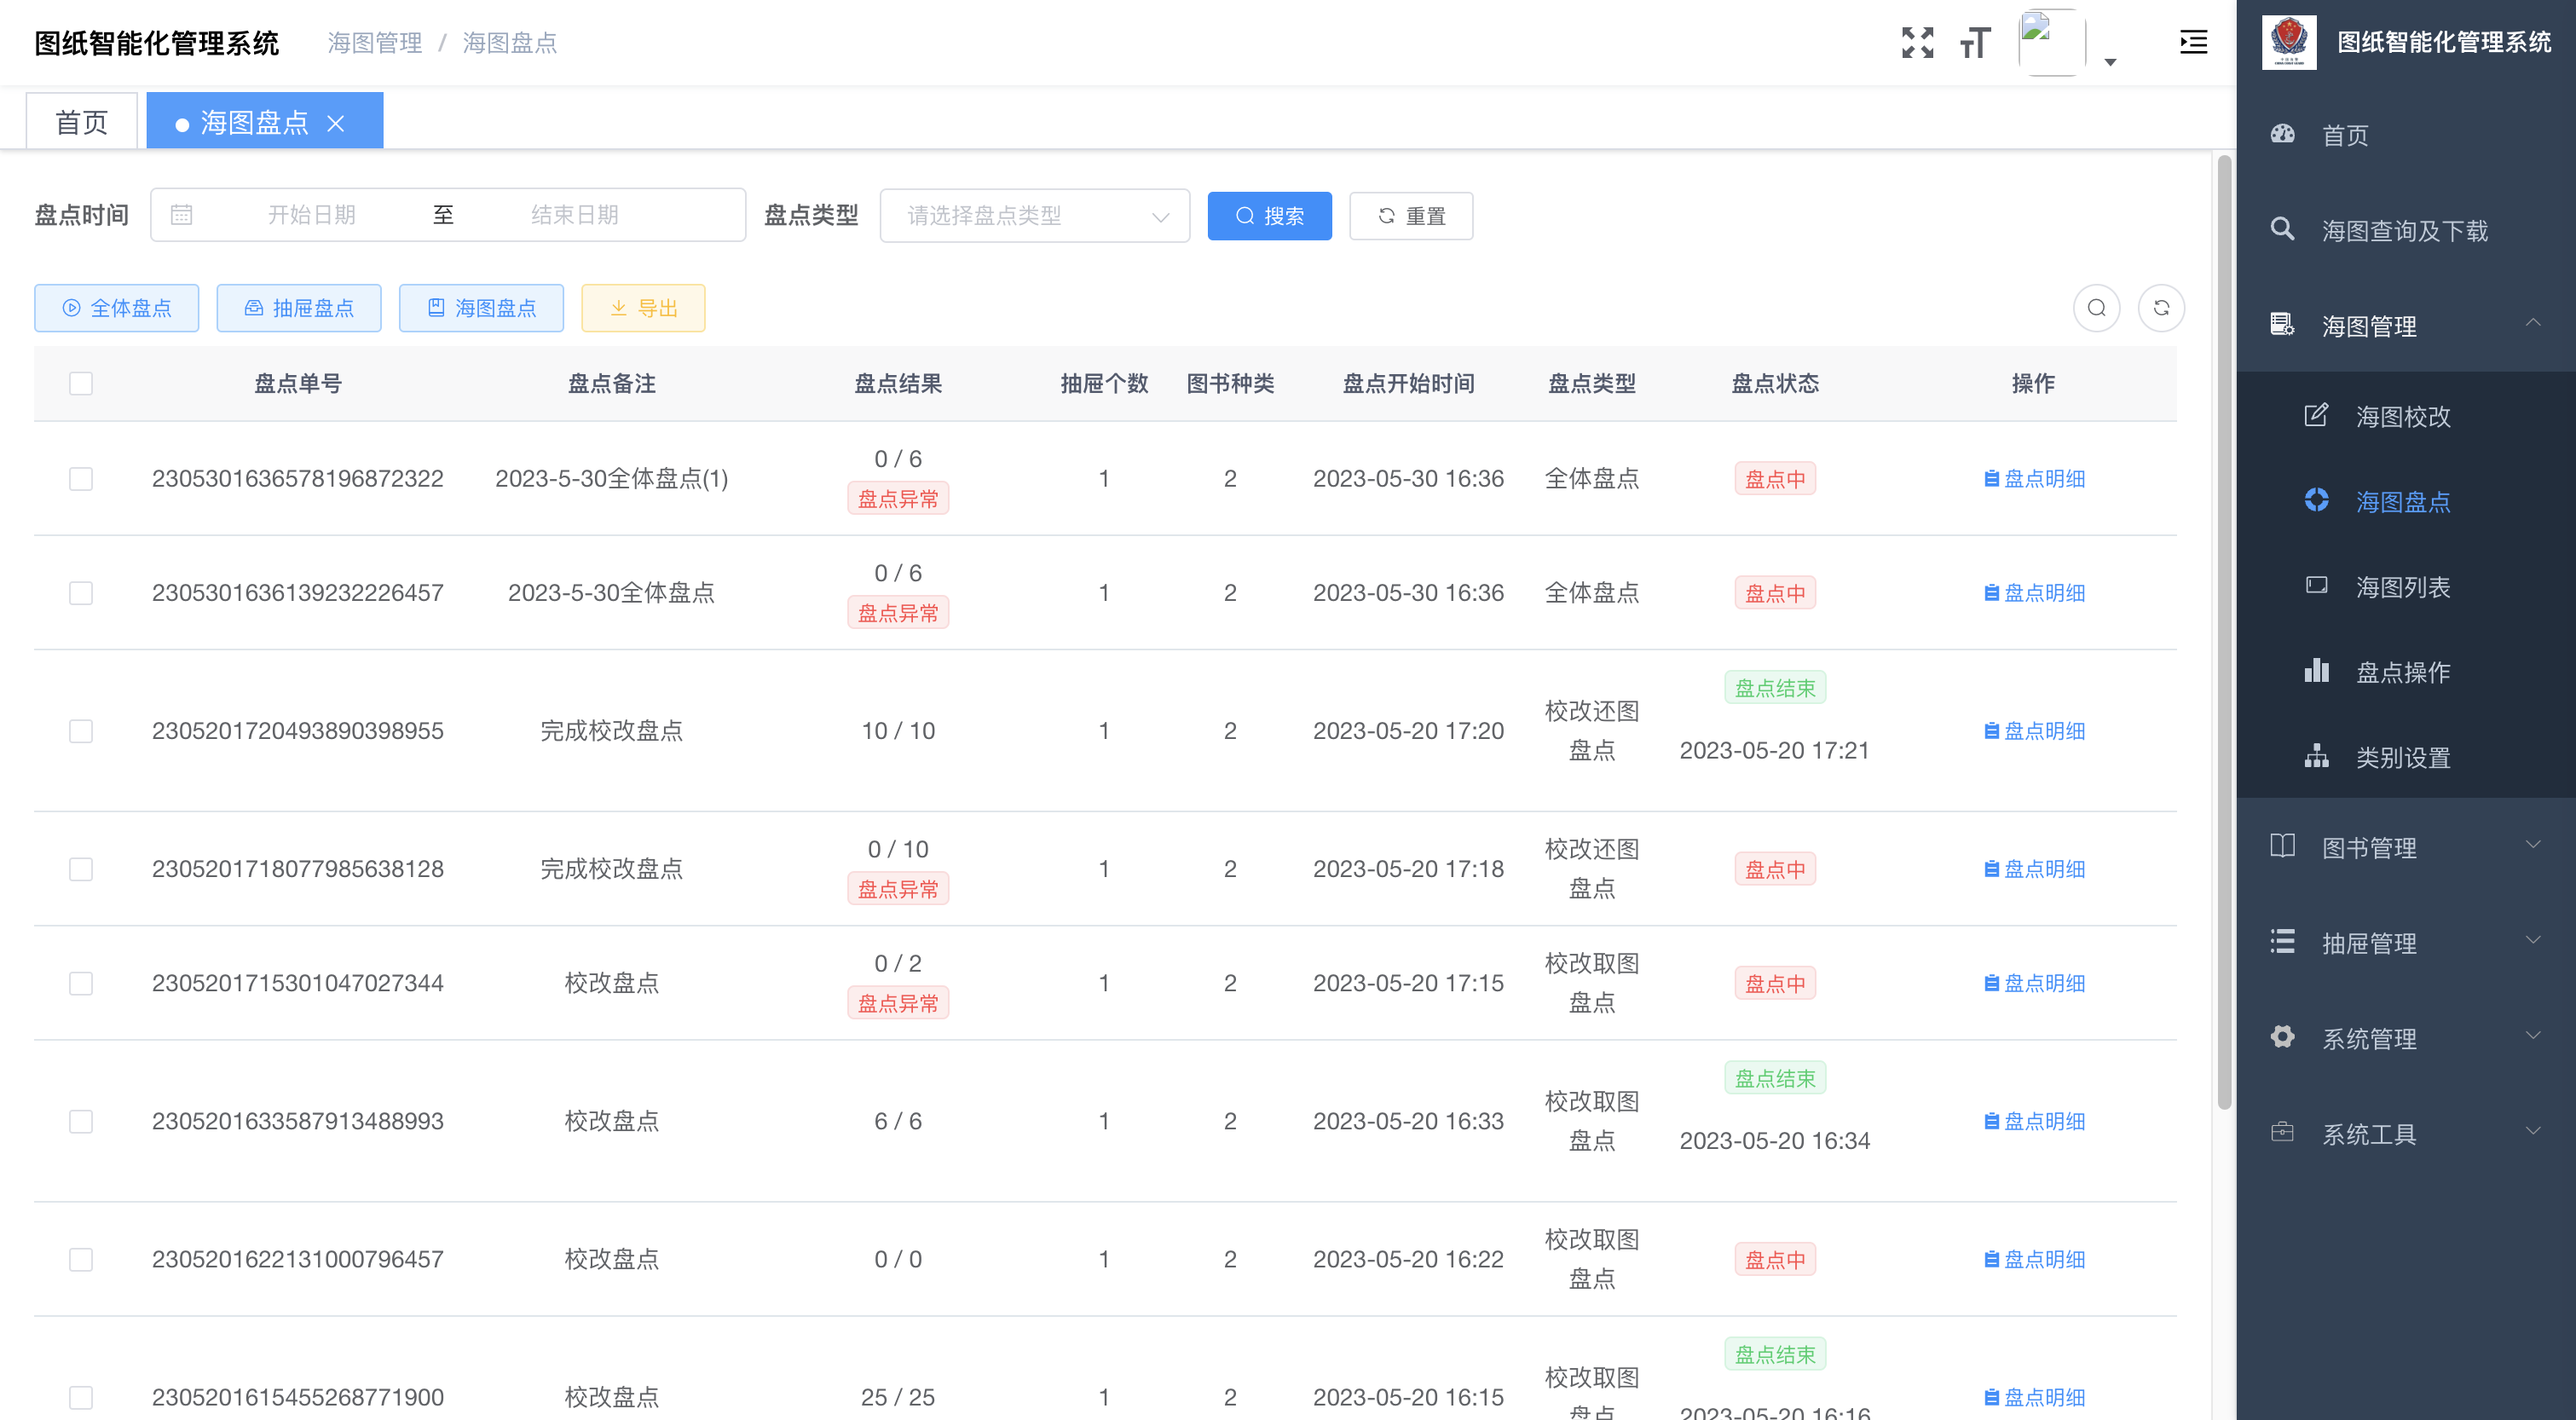 图纸智能化管理系统 海图管理 / 海图盘点
首页 海图盘点
盘点时间 开始日期 至 结束日期 盘点类型 请选择盘点类型 搜索 重置
全体盘点 抽屉盘点 海图盘点 导出
盘点单号 盘点备注 盘点结果 抽屉个数 图书种类 盘点开始时间 盘点类型 盘点状态 操作
2305301636578196872322 2023-5-30全体盘点(1) 0 / 6 盘点异常 1 2 2023-05-30 16:36 全体盘点 盘点中 盘点明细
2305301636139232226457 2023-5-30全体盘点 0 / 6 盘点异常 1 2 2023-05-30 16:36 全体盘点 盘点中 盘点明细
2305201720493890398955 完成校改盘点 10 / 10 1 2 2023-05-20 17:20 校改还图盘点 盘点结束 2023-05-20 17:21 盘点明细
2305201718077985638128 完成校改盘点 0 / 10 盘点异常 1 2 2023-05-20 17:18 校改还图盘点 盘点中 盘点明细
2305201715301047027344 校改盘点 0 / 2 盘点异常 1 2 2023-05-20 17:15 校改取图盘点 盘点中 盘点明细
2305201633587913488993 校改盘点 6 / 6 1 2 2023-05-20 16:33 校改取图盘点 盘点结束 2023-05-20 16:34 盘点明细
2305201622131000796457 校改盘点 0 / 0 1 2 2023-05-20 16:22 校改取图盘点 盘点中 盘点明细
2305201615455268771900 校改盘点 25 / 25 1 2 2023-05-20 16:15 校改取图盘点 盘点结束 2023-05-20 16:16 盘点明细
图纸智能化管理系统
首页
海图查询及下载
海图管理
海图校改
海图盘点
海图列表
盘点操作
类别设置
图书管理
抽屉管理
系统管理
系统工具